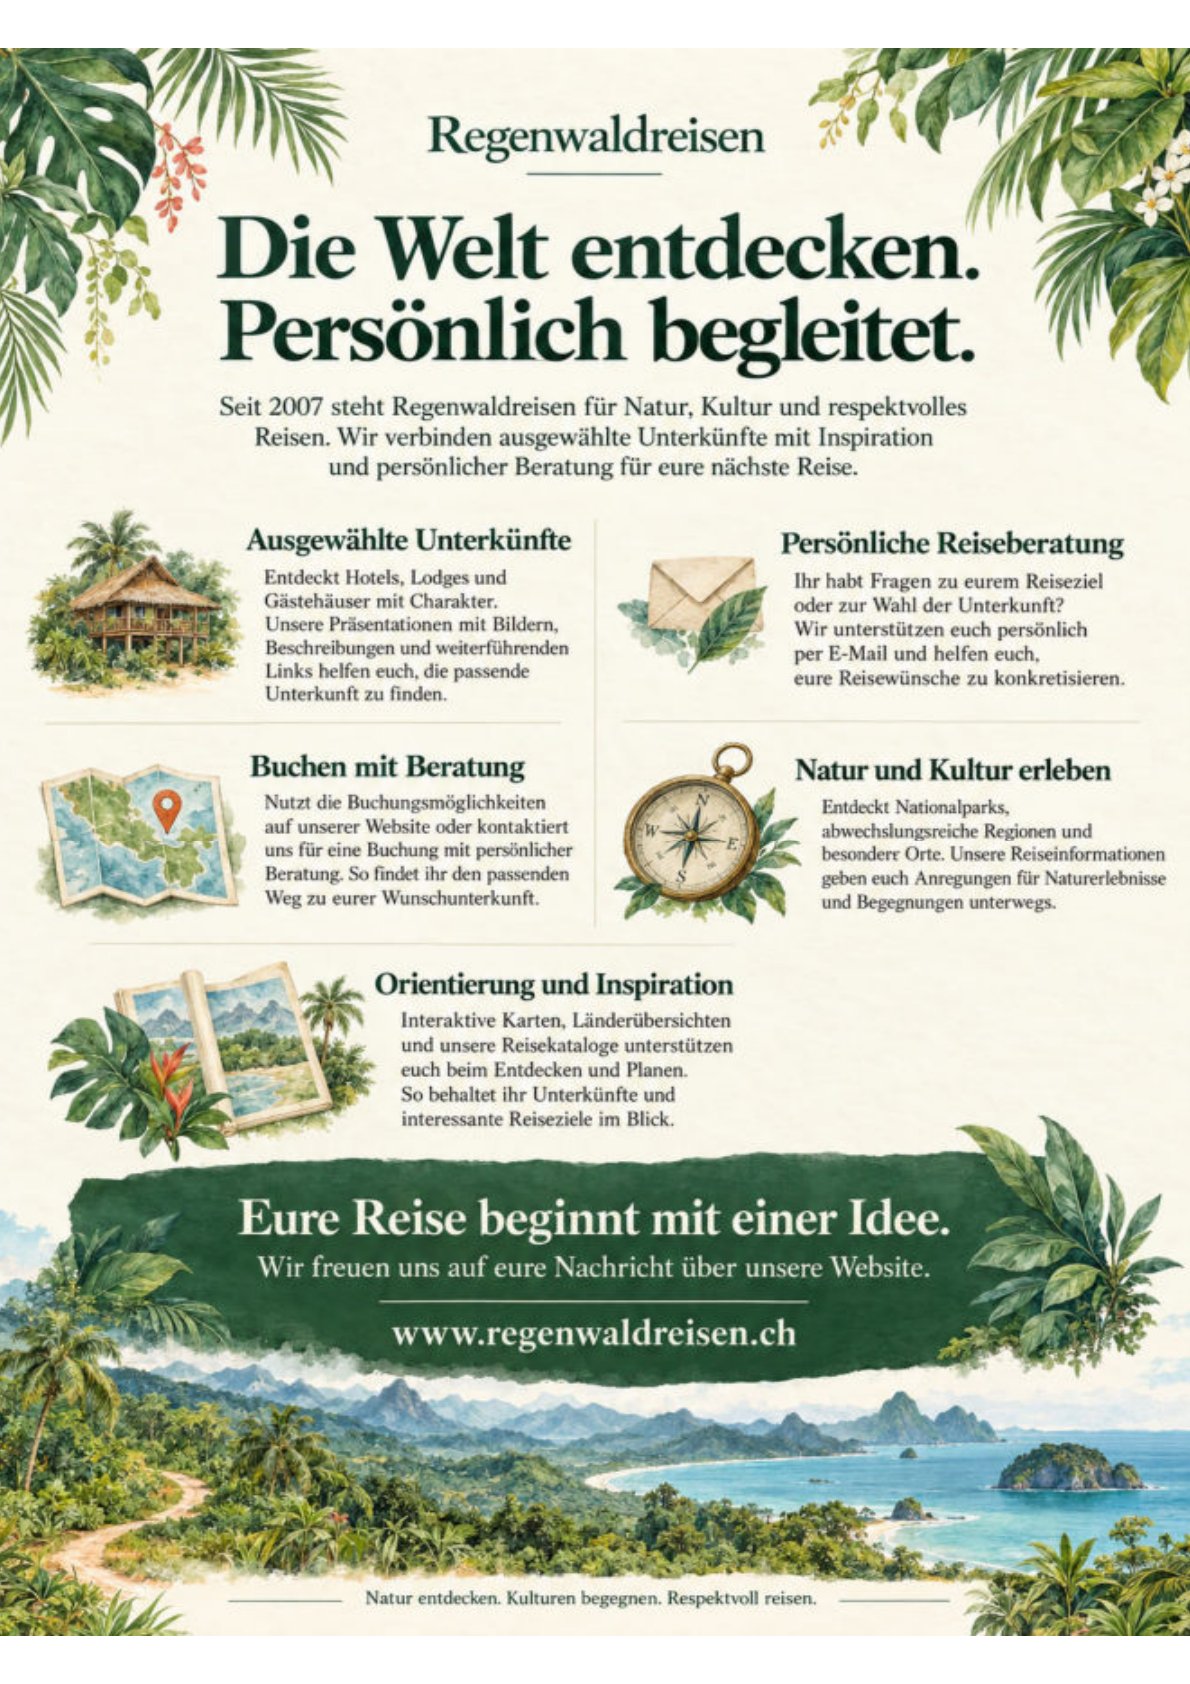 Regenwaldreisen
Die Welt entdecken.
Persönlich begleitet.
Seit 2007 steht Regenwaldreisen für Natur, Kultur und respektvolles
Reisen. Wir verbinden ausgewählte Unterkünfte mit Inspiration
und persönlicher Beratung für eure nächste Reise.
Ausgewählte Unterkünfte
Entdeckt Hotels, Lodges und
Gästehäuser mit Charakter.
Unsere Präsentationen mit Bildern,
Beschreibungen und weiterführenden
Links helfen euch, die passende
Unterkunft zu finden.
Persönliche Reiseberatung
Ihr habt Fragen zu eurem Reiseziel
oder zur Wahl der Unterkunft?
Wir unterstützen euch persönlich
per E-Mail und helfen euch,
eure Reisewünsche zu konkretisieren.
Buchen mit Beratung
Nutzt die Buchungsmöglichkeiten
auf unserer Website oder kontaktiert
uns für eine Buchung mit persönlicher
Beratung. So findet ihr den passenden
Weg zu eurer Wunschunterkunft.
N
W
E
S
Natur und Kultur erleben
Entdeckt Nationalparks,
abwechslungsreiche Regionen und
besonderr Orte. Unsere Reiseinformationen
geben euch Anregungen für Naturerlebnisse
und Begegnungen unterwegs.
Orientierung und Inspiration
Interaktive Karten, Länderübersichten
und unsere Reisekataloge unterstützen
euch beim Entdecken und Planen.
So behaltet ihr Unterkünfte und
interessante Reiseziele im Blick.
Eure Reise beginnt mit einer Idee.
Wir freuen uns auf eure Nachricht über unsere Website.
www.regenwaldreisen.ch
Natur entdecken. Kulturen begegnen. Respektvoll reisen.